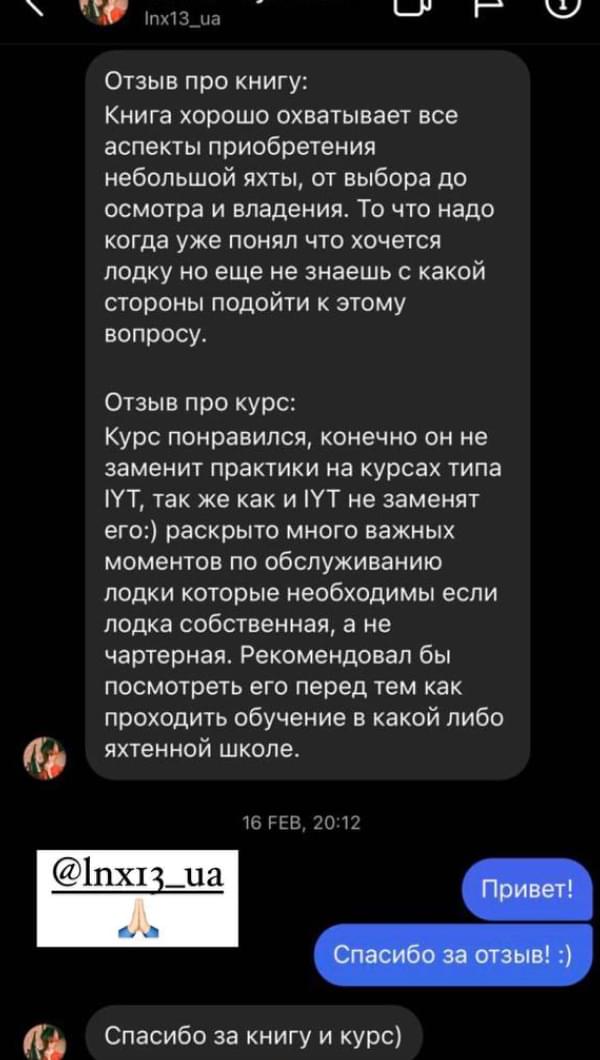 lnx13_ua
Отзыв про книгу:
Книга хорошо охватывает все
аспекты приобретения
небольшой яхты, от выбора до
осмотра и владения. То что надо
когда уже понял что хочется
лодку но еще не знаешь с какой
стороны подойти к этому
вопросу.
Отзыв про курс:
Курс понравился, конечно он не
заменит практики на курсах типа
IYT, так же как и IYT не заменят
его:) раскрыто много важных
моментов по обслуживанию
лодки которые необходимы если
лодка собственная, а не
чартерная. Рекомендовал бы
посмотреть его перед тем как
проходить обучение в какой либо
яхтенной школе.
16 FEB, 20:12
@lnx13_ua
Привет!
Спасибо за отзыв! :)
Спасибо за книгу и курс)